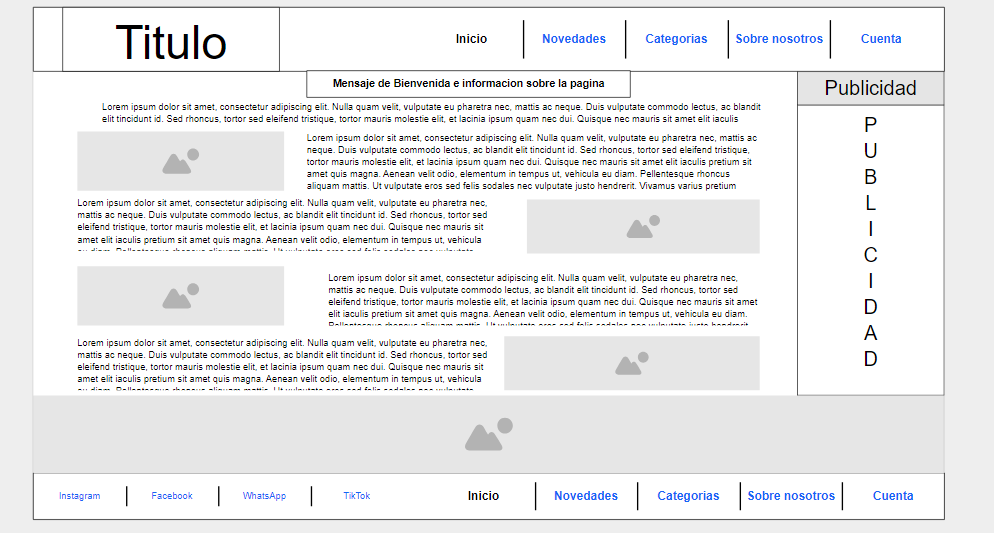 Titulo
Inicio
Novedades
Categorias
Sobre nosotros
Cuenta
Mensaje de Bienvenida e informacion sobre la pagina
Publicidad
Lorem ipsum dolor sit amet, consectetur adipiscing elit. Nulla quam velit, vulputate eu pharetra nec, mattis ac neque. Duis vulputate commodo lectus, ac blandit
elit tincidunt id. Sed rhoncus, tortor sed eleifend tristique, tortor mauris molestie elit, et lacinia ipsum quam nec dui. Quisque nec mauris sit amet elit iaculis
Lorem ipsum dolor sit amet, consectetur adipiscing elit. Nulla quam velit, vulputate eu pharetra nec, mattis ac
neque. Duis vulputate commodo lectus, ac blandit elit tincidunt id. Sed rhoncus, tortor sed eleifend tristique,
tortor mauris molestie elit, et lacinia ipsum quam nec dui. Quisque nec mauris sit amet elit iaculis pretium sit
amet quis magna. Aenean velit odio, elementum in tempus ut, vehicula eu diam. Pellentesque rhoncus
aliquam mattis. Ut vulputate eros sed felis sodales nec vulputate justo hendrerit. Vivamus varius pretium
Lorem ipsum dolor sit amet, consectetur adipiscing elit. Nulla quam velit, vulputate eu pharetra nec,
mattis ac neque. Duis vulputate commodo lectus, ac blandit elit tincidunt id. Sed rhoncus, tortor sed
eleifend tristique, tortor mauris molestie elit, et lacinia ipsum quam nec dui. Quisque nec mauris sit
amet elit iaculis pretium sit amet quis magna. Aenean velit odio, elementum in tempus ut, vehicula
Lorem ipsum dolor sit amet, consectetur adipiscing elit. Nulla quam velit, vulputate eu pharetra nec,
mattis ac neque. Duis vulputate commodo lectus, ac blandit elit tincidunt id. Sed rhoncus, tortor sed
eleifend tristique, tortor mauris molestie elit, et lacinia ipsum quam nec dui. Quisque nec mauris sit amet
elit iaculis pretium sit amet quis magna. Aenean velit odio, elementum in tempus ut, vehicula eu diam.
Lorem ipsum dolor sit amet, consectetur adipiscing elit. Nulla quam velit, vulputate eu pharetra nec,
mattis ac neque. Duis vulputate commodo lectus, ac blandit elit tincidunt id. Sed rhoncus, tortor sed
eleifend tristique, tortor mauris molestie elit, et lacinia ipsum quam nec dui. Quisque nec mauris sit
amet elit iaculis pretium sit amet quis magna. Aenean velit odio, elementum in tempus ut, vehicula
P
U
B
L
I
C
I
D
A
D
Instagram
Facebook
WhatsApp
TikTok
Inicio
Novedades
Categorias
Sobre nosotros
Cuenta